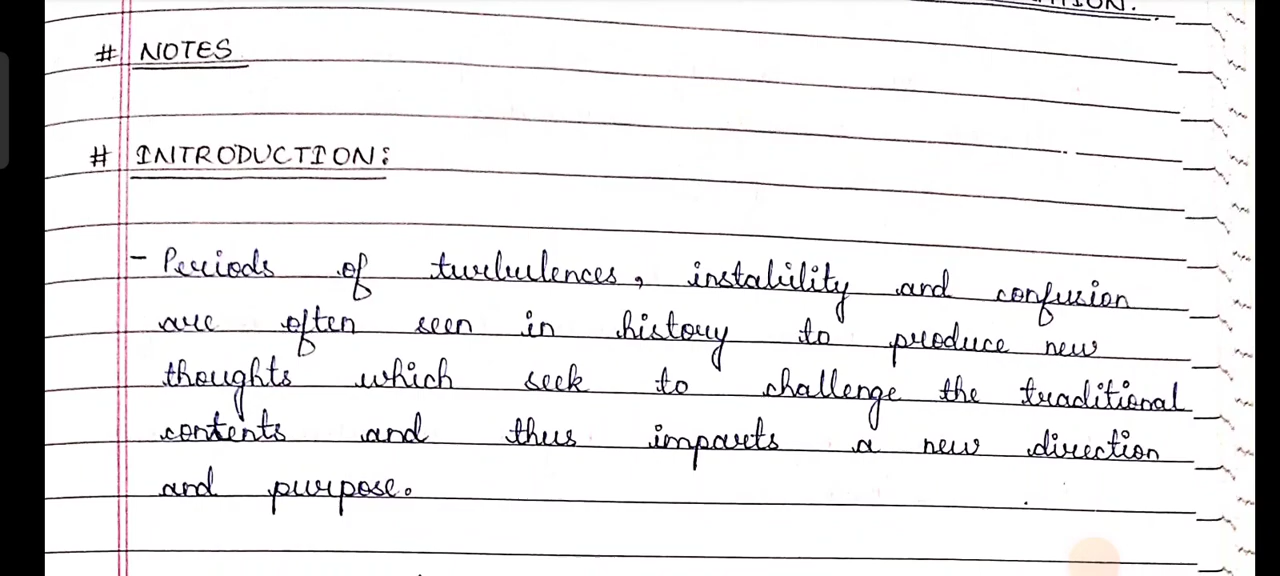 # NOTES
# INTRODUCTION:
- Periods of turbulences, instability and confusion
are often seen in history to produce new
thoughts which seek to challenge the traditional
contents and thus imparts a new direction
and purpose.